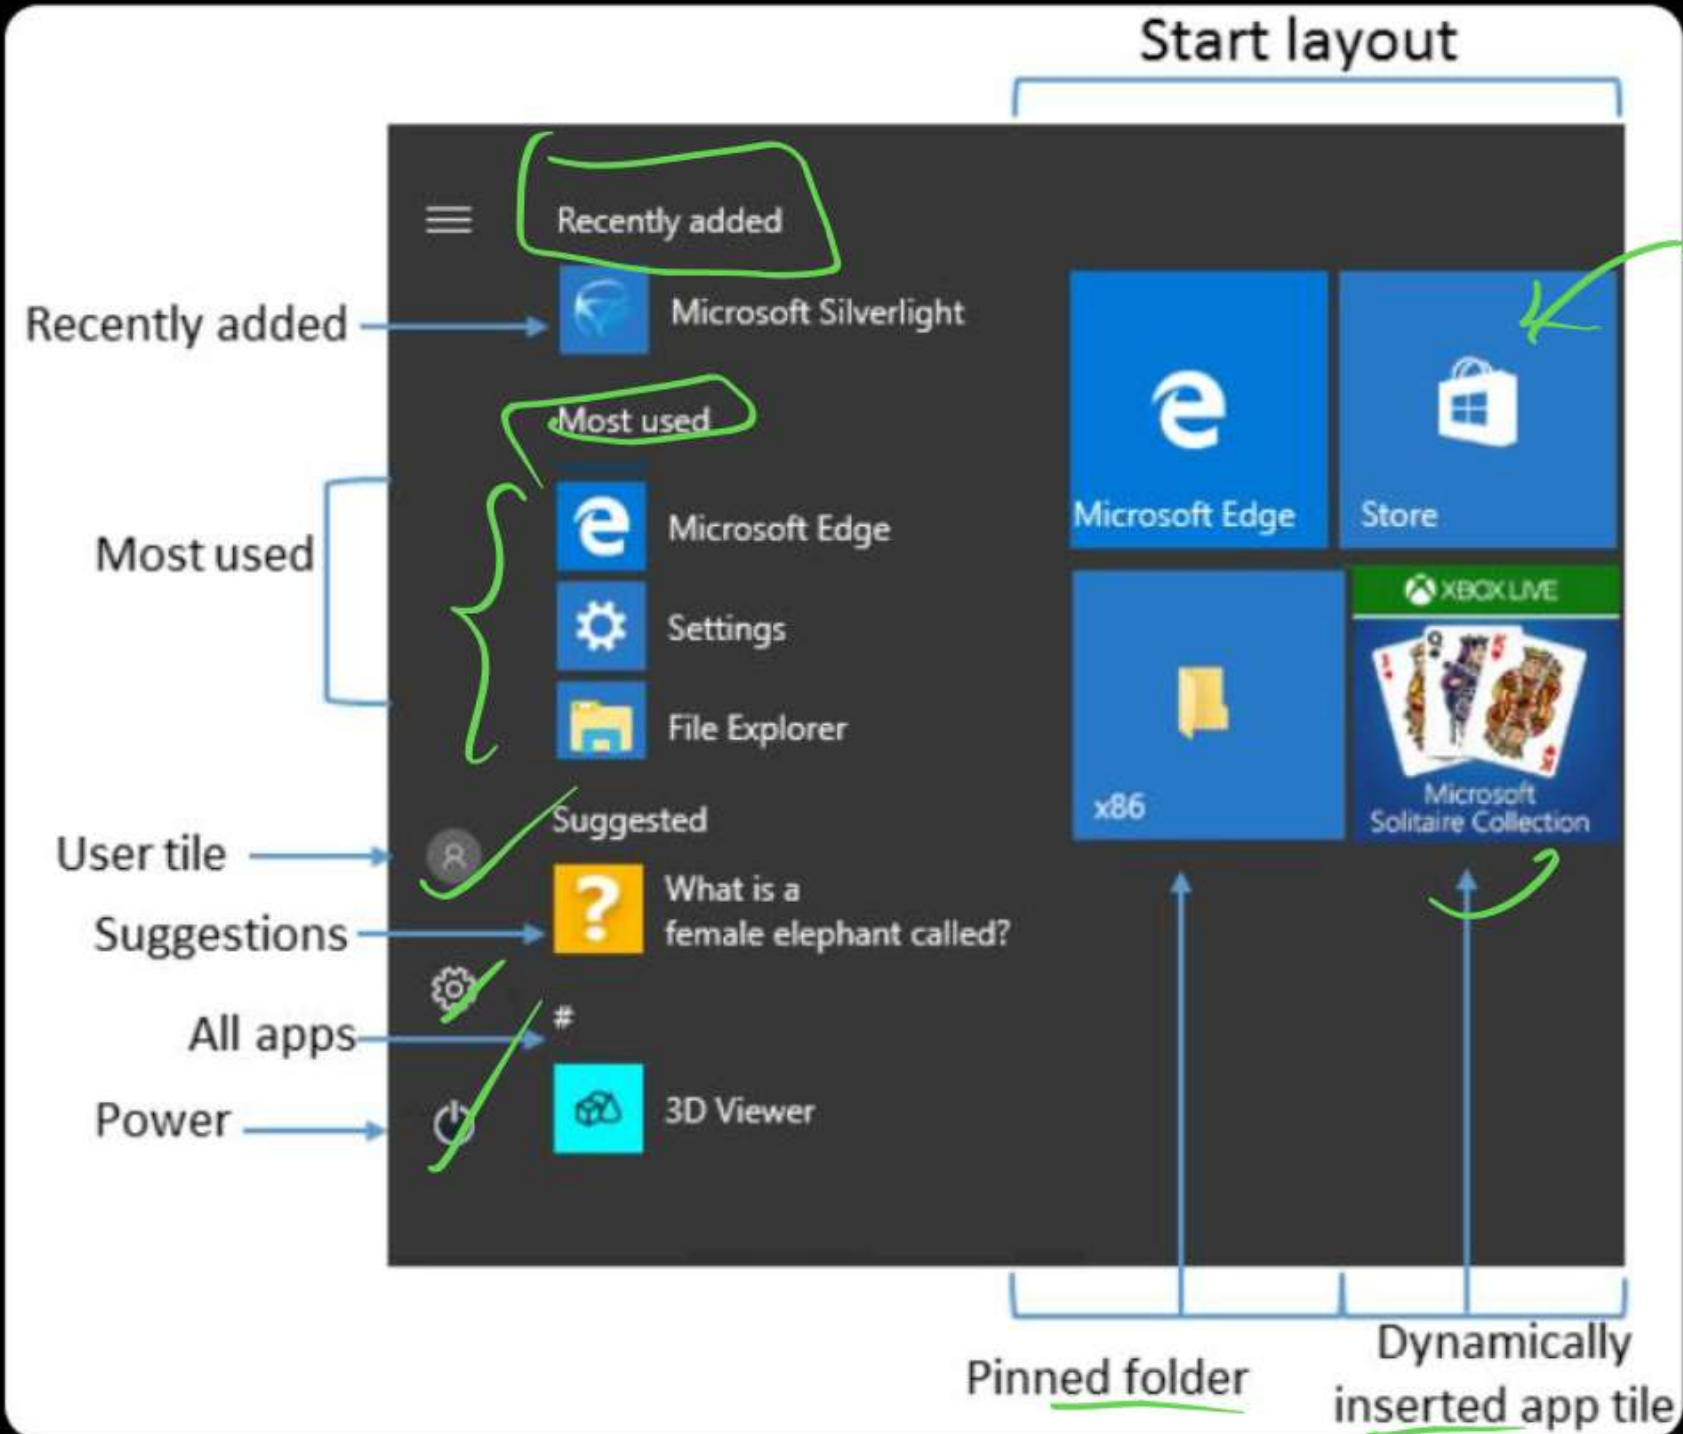 Start layout
Recently added
Recently added
Microsoft Silverlight
Most used
Most used
Microsoft Edge
Settings
File Explorer
Microsoft Edge
Store
x86
XBOX LIVE
Microsoft
Solitaire Collection
User tile
Suggested
Suggestions
What is a
female elephant called?
All apps
#
Power
3D Viewer
Pinned folder
Dynamically
inserted app tile